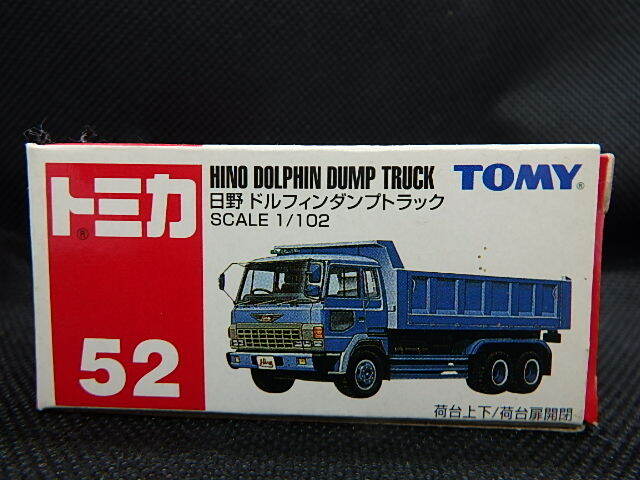 トミカ®
52
HINO DOLPHIN DUMP TRUCK
日野 ドルフィンダンプトラック
SCALE 1/102
TOMY®
荷台上下/荷台扉開閉